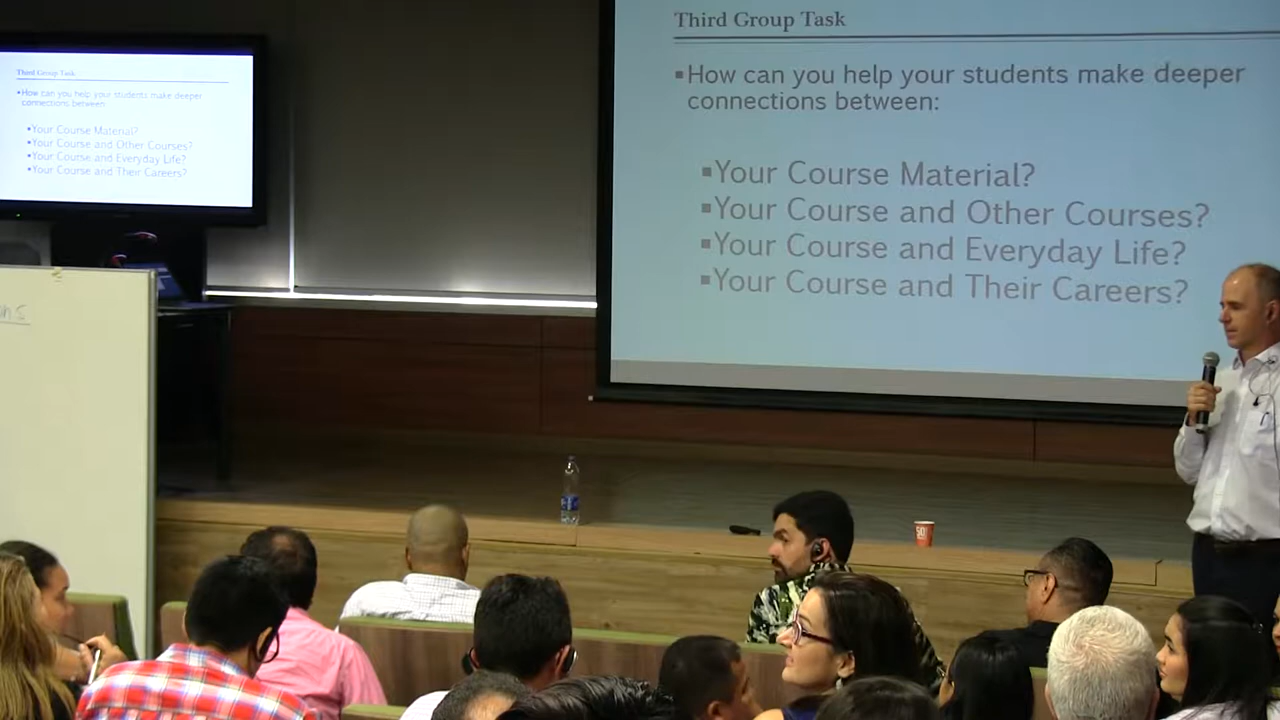 Third Group Task
▪How can you help your students make deeper
connections between:
▪Your Course Material?
▪Your Course and Other Courses?
▪Your Course and Everyday Life?
▪Your Course and Their Careers?
Third Group Task
▪How can you help your students make deeper
connections between:
▪Your Course Material?
▪Your Course and Other Courses?
▪Your Course and Everyday Life?
▪Your Course and Their Careers?